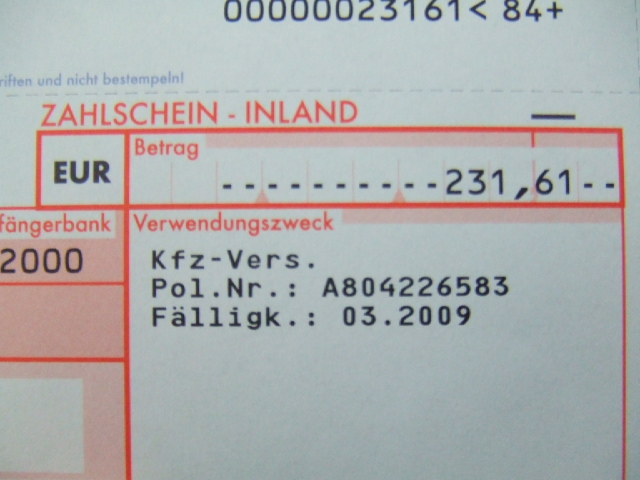 00000023161< 84+
riften und nicht bestempeln!
ZAHLSCHEIN - INLAND
EUR
Betrag
----------231,61--
fängerbank
Verwendungszweck
2000
Kfz-Vers.
Pol.Nr.: A804226583
Fälligk.: 03.2009